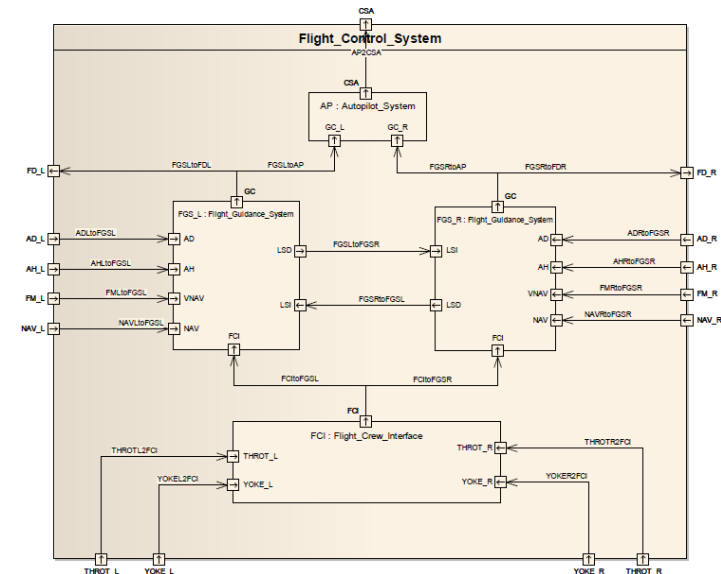 CSA
Flight_Control_System
AP2CSA
CSA
AP : Autopilot_System
GC_L GC_R
FD_L FGSLtoFDL FGSLtoAP FGSRtoAP FGSRtoFDR FD_R
GC GC
FGS_L : Flight_Guidance_System FGS_R : Flight_Guidance_System
AD_L ADLtoFGSL AD LSD FGSLtoFGSR LSI AD ADRtoFGSR AD_R
AH_L AHLtoFGSL AH AH AHRtoFGSR AH_R
FM_L FMLtoFGSL VNAV LSI FGSRtoFGSL LSD VNAV FMRtoFGSR FM_R
NAV_L NAVLtoFGSL NAV NAV NAVRtoFGSR NAV_R
FCI FCI
FCItoFGSL FCItoFGSR
FCI
FCI : Flight_Crew_Interface
THROTL2FCI THROT_L THROT_R THROTR2FCI
YOKEL2FCI YOKE_L YOKE_R YOKER2FCI
THROT_L YOKE_L YOKE_R THROT_R